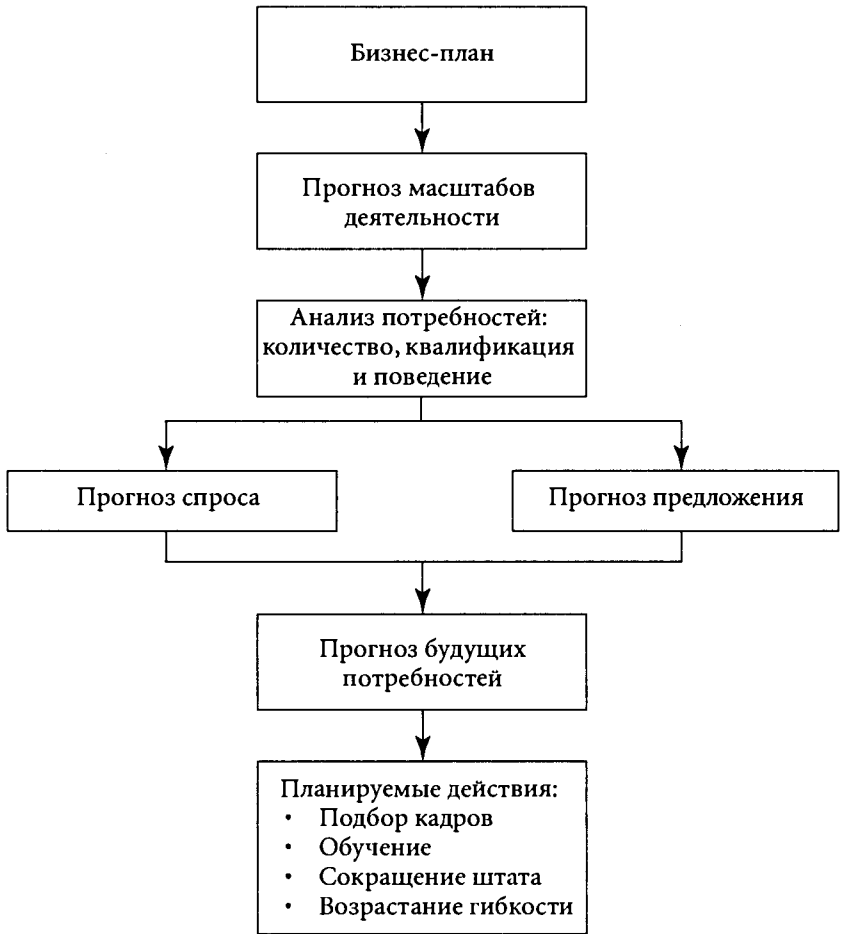 Бизнес-план
Прогноз масштабов
деятельности
Анализ потребностей:
количество, квалификация
и поведение
Прогноз спроса
Прогноз предложения
Прогноз будущих
потребностей
Планируемые действия:
• Подбор кадров
• Обучение
• Сокращение штата
• Возрастание гибкости